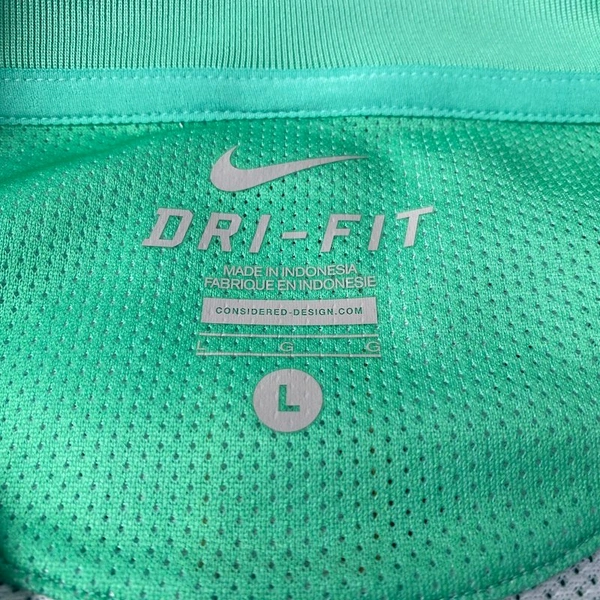 DRI-FIT
MADE IN INDONESIA
FABRIQUE EN INDONESIE
CONSIDERED-DESIGN.COM
L G G
L